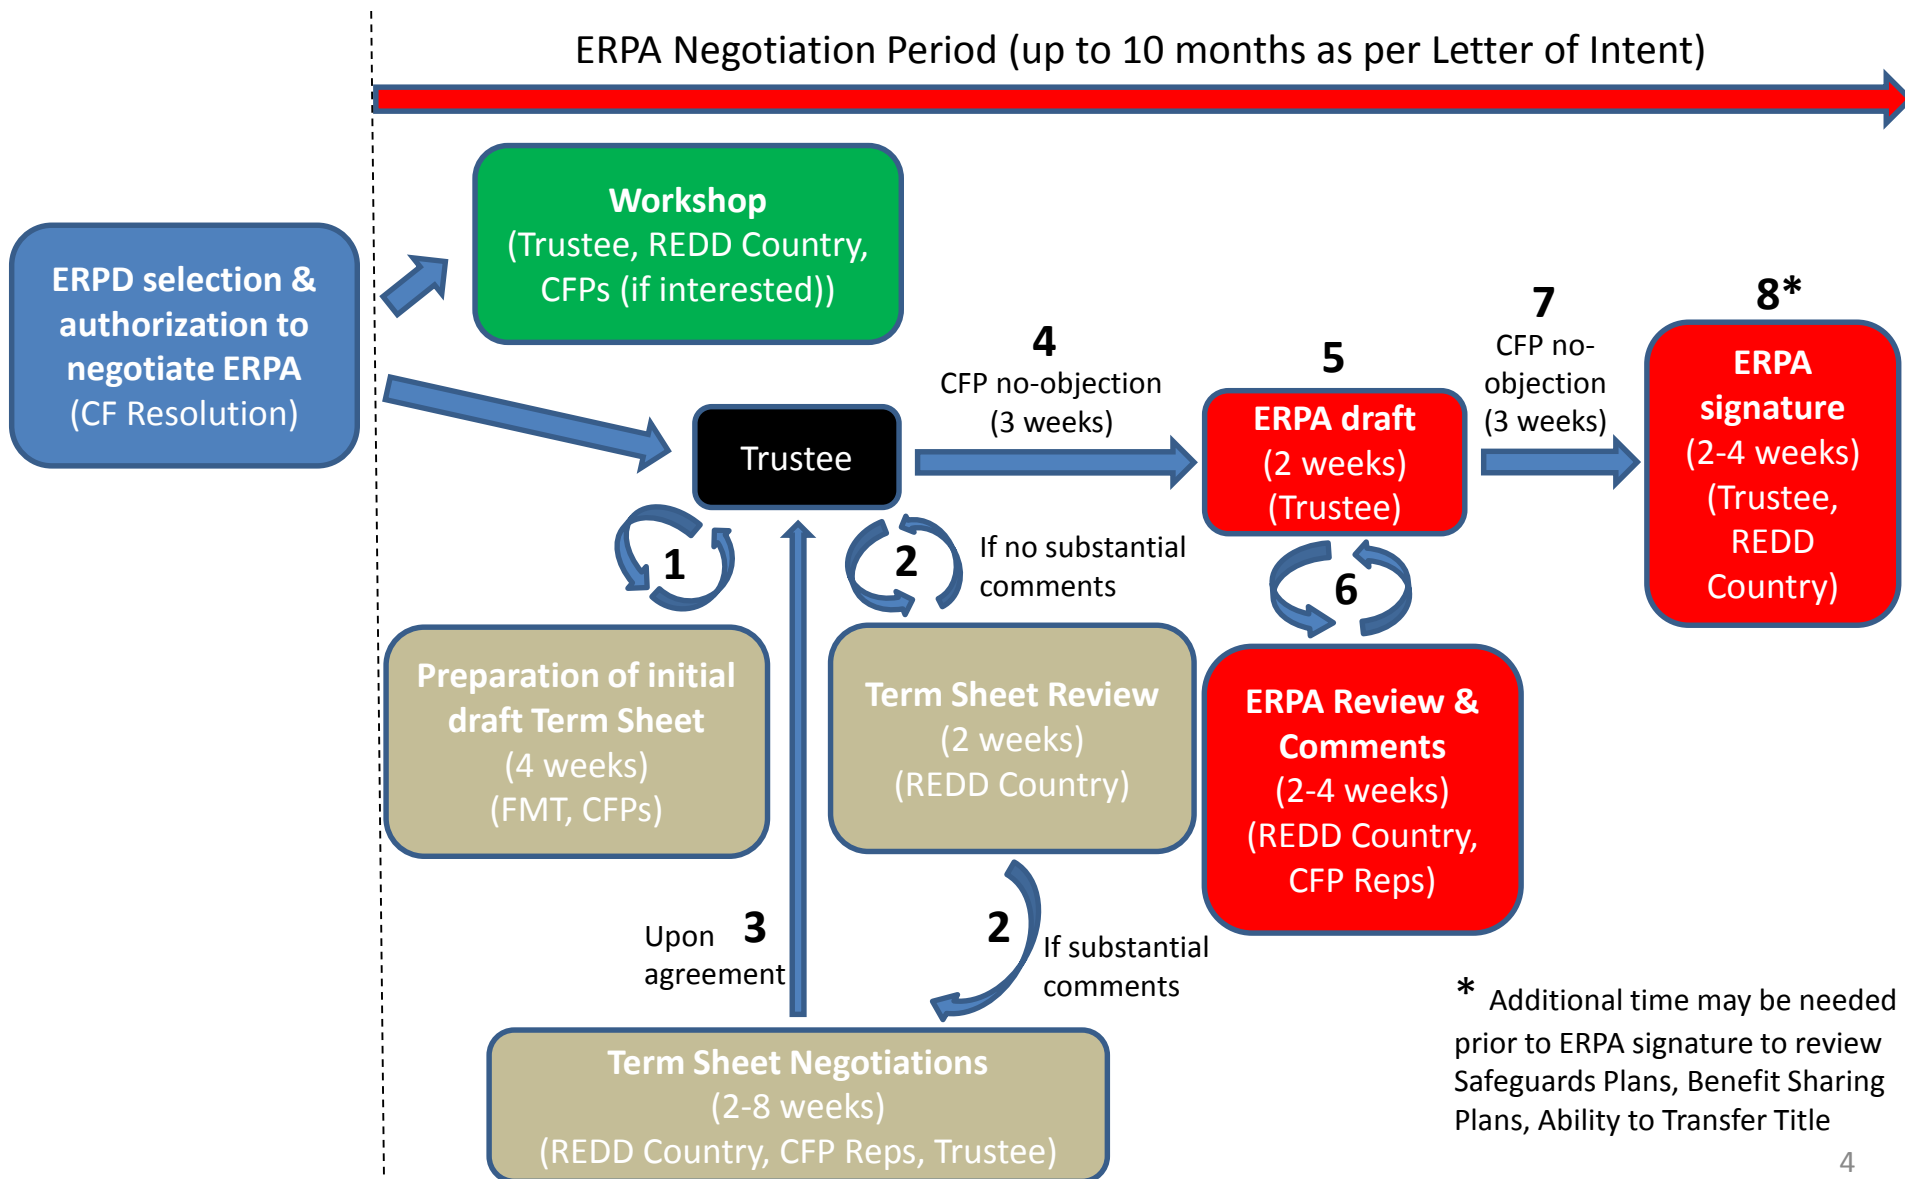 ERPA Negotiation Period (up to 10 months as per Letter of Intent)
ERPD selection &
authorization to
negotiate ERPA
(CF Resolution)
Workshop
(Trustee, REDD Country,
CFPs (if interested))
Trustee
4
CFP no-objection
(3 weeks)
5
ERPA draft
(2 weeks)
(Trustee)
7
CFP no-
objection
(3 weeks)
8*
ERPA
signature
(2-4 weeks)
(Trustee,
REDD
Country)
1
2
If no substantial
comments
6
Preparation of initial
draft Term Sheet
(4 weeks)
(FMT, CFPs)
Term Sheet Review
(2 weeks)
(REDD Country)
ERPA Review &
Comments
(2-4 weeks)
(REDD Country,
CFP Reps)
Upon
agreement
3
2
If substantial
comments
Term Sheet Negotiations
(2-8 weeks)
(REDD Country, CFP Reps, Trustee)
* Additional time may be needed
prior to ERPA signature to review
Safeguards Plans, Benefit Sharing
Plans, Ability to Transfer Title
4